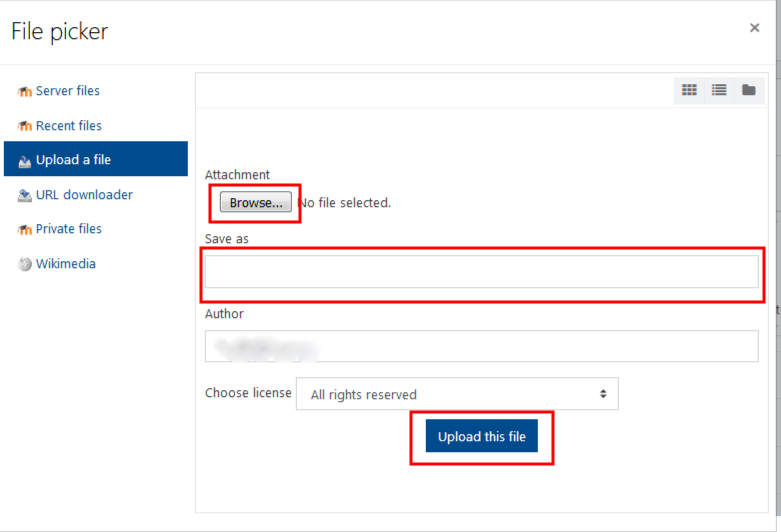 File picker
×
Server files
Recent files
Upload a file
URL downloader
Private files
Wikimedia
Attachment
Browse... No file selected.
Save as
Author
Choose license All rights reserved
Upload this file